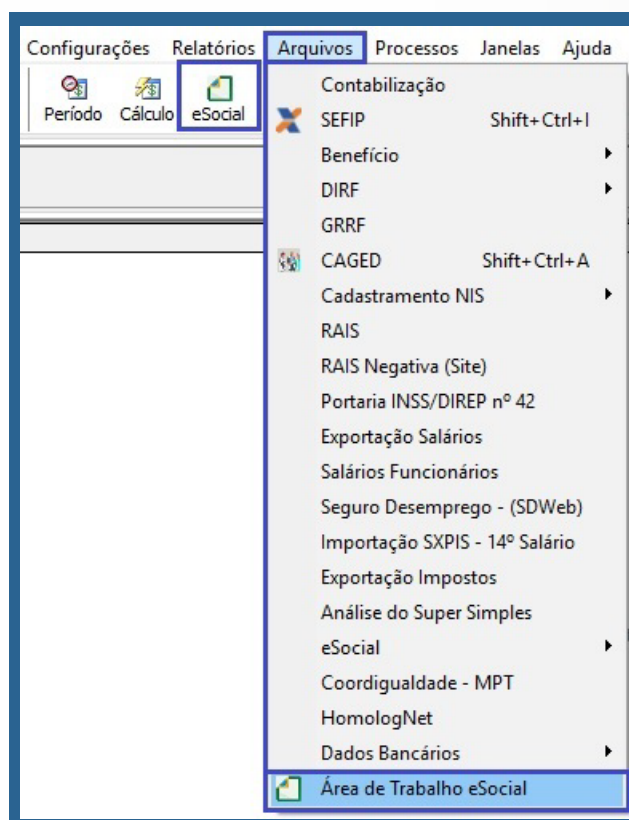 Configurações Relatórios Arquivos Processos Janelas Ajuda
Período Cálculo eSocial
Contabilização
SEFIP Shift+Ctrl+I
Benefício
DIRF
GRRF
CAGED Shift+Ctrl+A
Cadastramento NIS
RAIS
RAIS Negativa (Site)
Portaria INSS/DIREP nº 42
Exportação Salários
Salários Funcionários
Seguro Desemprego - (SDWeb)
Importação SXPIS - 14º Salário
Exportação Impostos
Análise do Super Simples
eSocial
Coordigualdade - MPT
HomologNet
Dados Bancários
Área de Trabalho eSocial